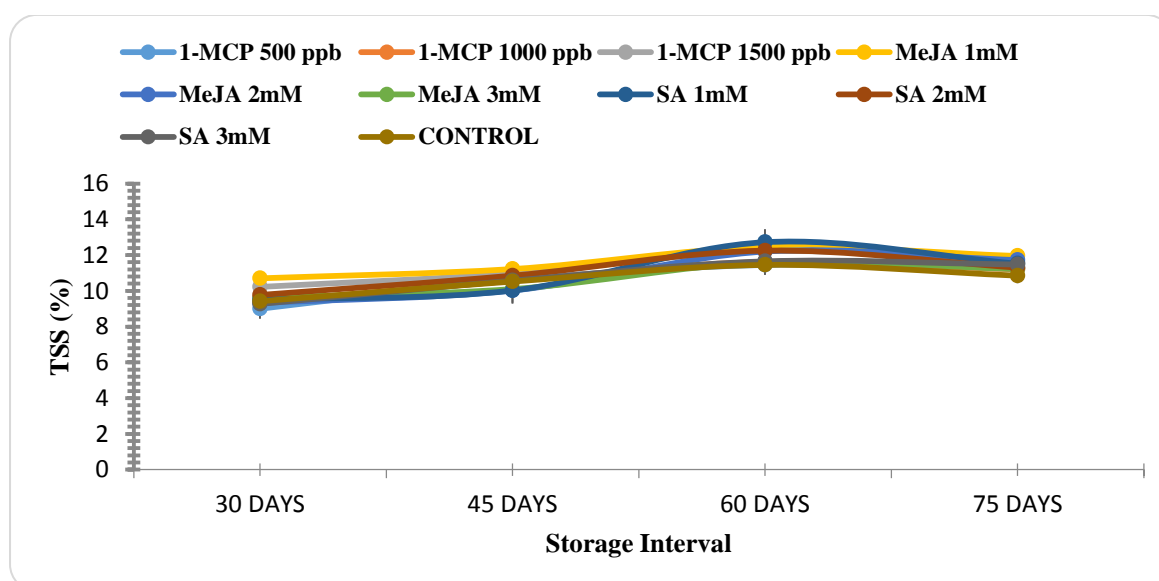 1-MCP 500 ppb 1-MCP 1000 ppb 1-MCP 1500 ppb MeJA 1mM
MeJA 2mM MeJA 3mM SA 1mM SA 2mM
SA 3mM CONTROL
TSS (%)
16
14
12
10
8
6
4
2
0
30 DAYS 45 DAYS 60 DAYS 75 DAYS
Storage Interval